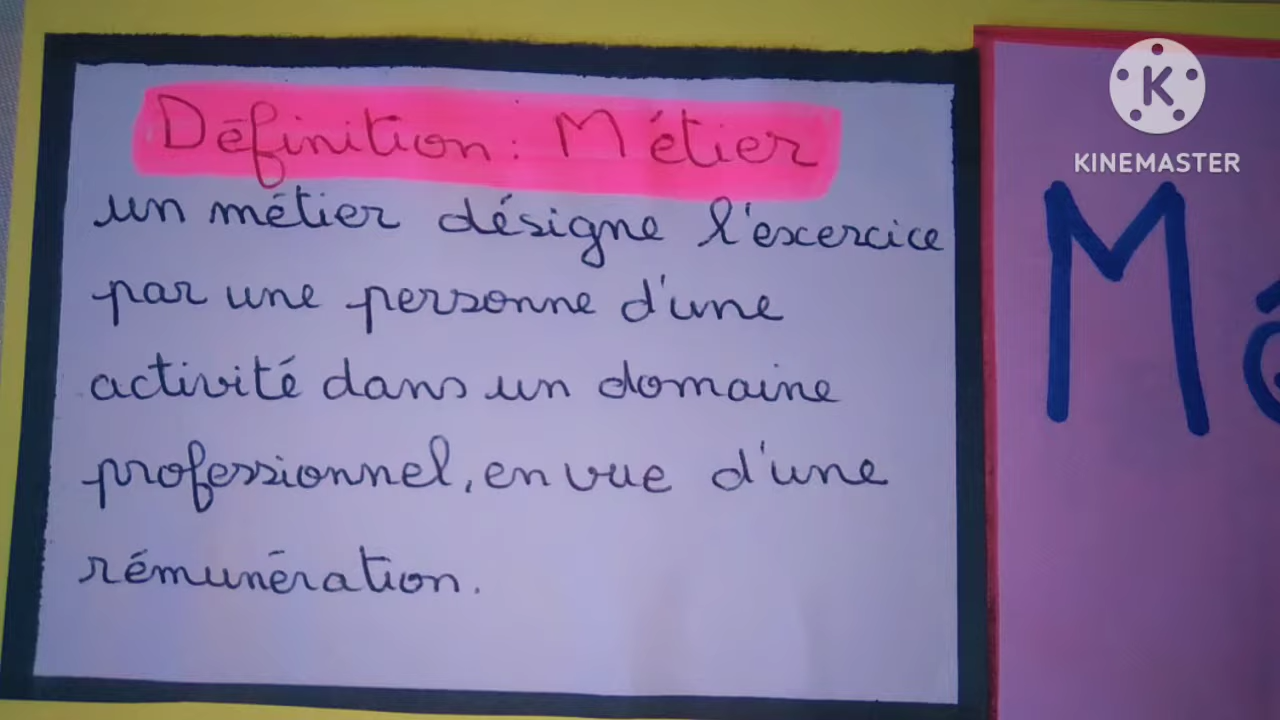 Définition: Métier
un métier désigne l'excercice
par une personne d'une
activité dans un domaine
professionnel, en vue d'une
rémunération.
K
KINEMASTER
Mé